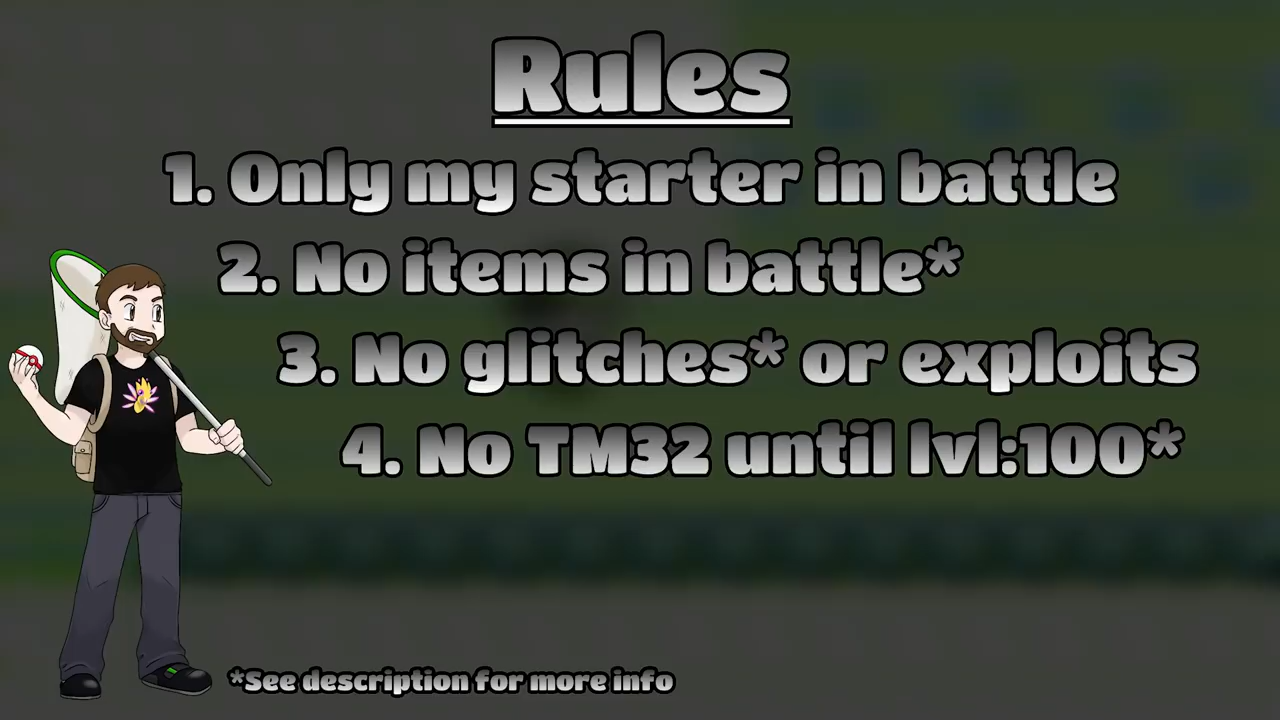 Rules
1. Only my starter in battle
2. No items in battle*
3. No glitches* or exploits
4. No TM32 until lvl:100*
*See description for more info